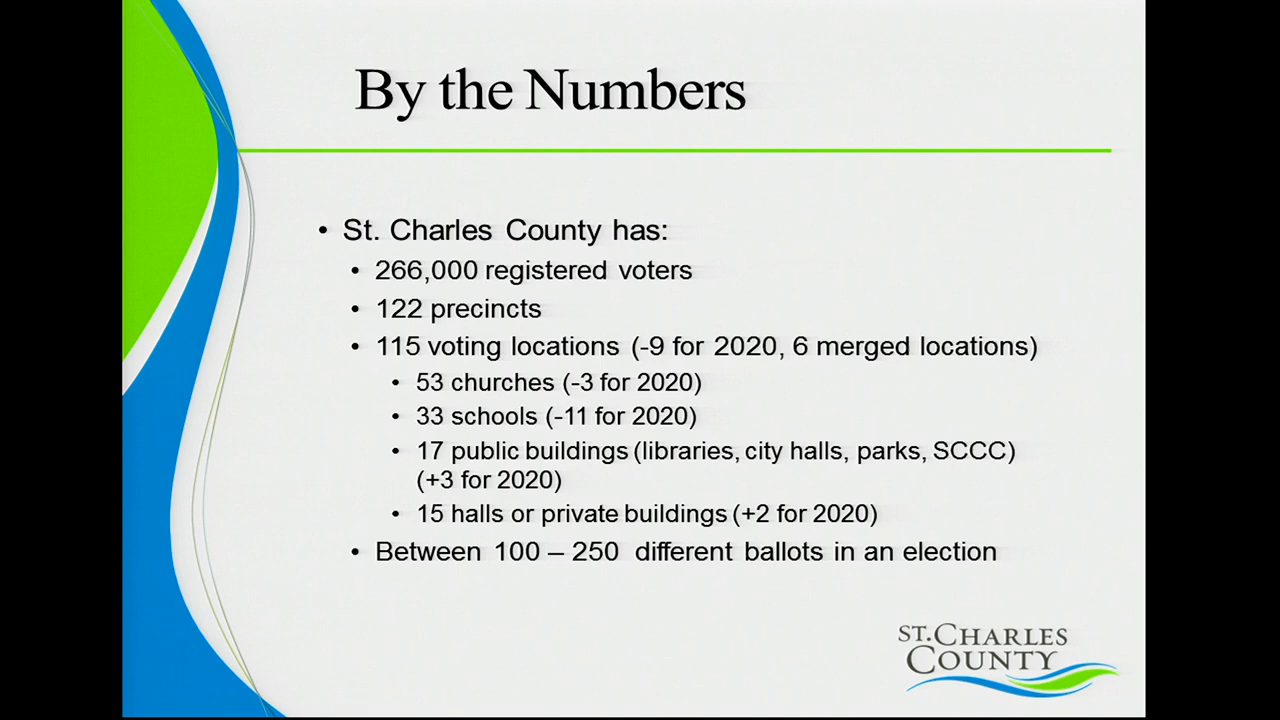 By the Numbers
• St. Charles County has:
• 266,000 registered voters
• 122 precincts
• 115 voting locations (-9 for 2020, 6 merged locations)
• 53 churches (-3 for 2020)
• 33 schools (-11 for 2020)
• 17 public buildings (libraries, city halls, parks, SCCC)
(+3 for 2020)
• 15 halls or private buildings (+2 for 2020)
• Between 100 – 250 different ballots in an election
ST. CHARLES
COUNTY